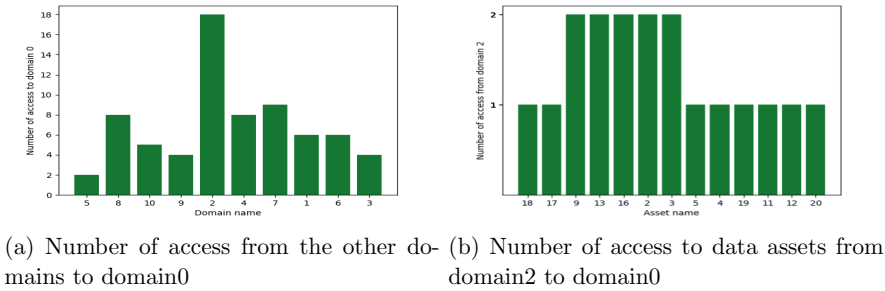 18
16
14
12
10
8
6
4
2
0
Number of access to domain 0
5 8 10 9 2 4 7 1 6 3
Domain name
2
1
Number of access from domain 2
18 17 9 13 16 2 3 5 4 19 11 12 20
Asset name
(a) Number of access from the other do-
mains to domain0
(b) Number of access to data assets from
domain2 to domain0